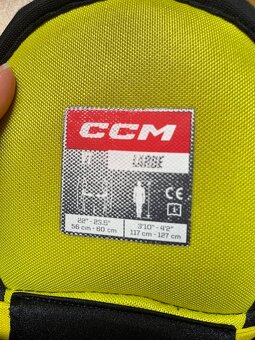 CCM
LARGE
CE
22" - 23.5"
56 cm - 60 cm
3'10" - 4'2"
117 cm - 127 cm